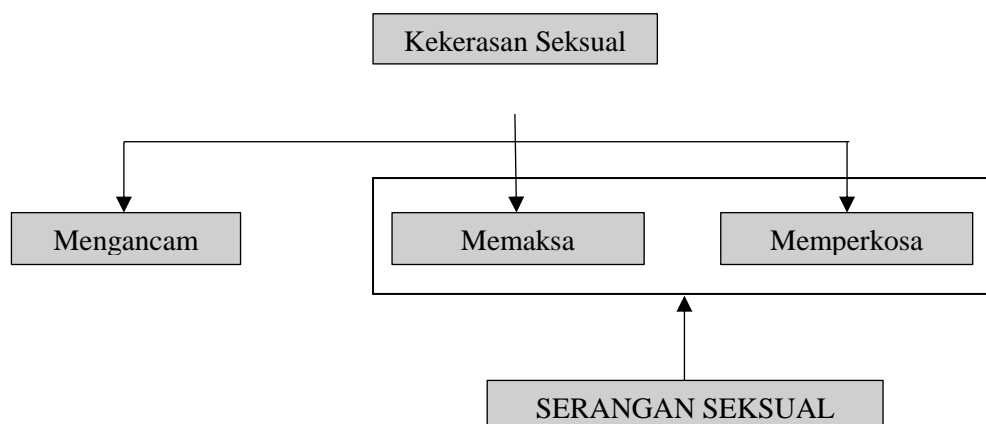 Kekerasan Seksual
Mengancam
Memaksa
Memperkosa
SERANGAN SEKSUAL